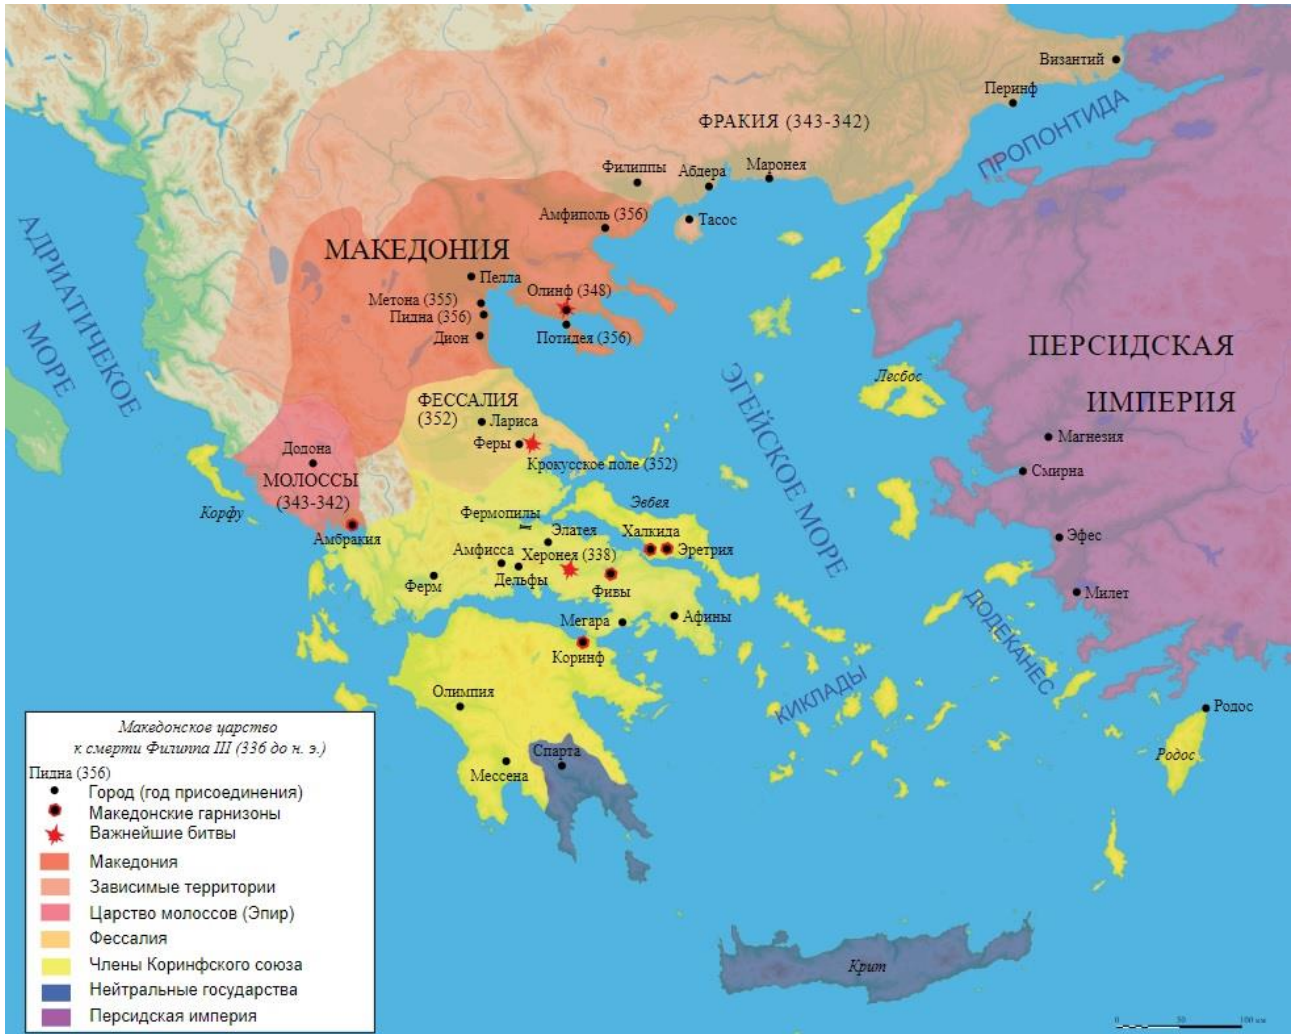 Византий
Перинф
ПРОПОНТИДА
ФРАКИЯ (343-342)
Филиппы
Абдера
Маронея
Амфиполь (356)
Тасос
АДРИАТИЧЕКОЕ
МОРЕ
МАКЕДОНИЯ
Пелла
Олинф (348)
Метона (355)
Пидна (356)
Дион
Потидея (356)
ПЕРСИДСКАЯ
ИМПЕРИЯ
ЭГЕЙСКОЕ МОРЕ
Лесбос
ФЕССАЛИЯ
(352)
Лариса
Феры
Крокусское поле (352)
Магнезия
Смирна
Додона
МОЛОССЫ
(343-342)
Корфу
Амбракия
Эвбея
Фермопилы
Элатея
Халкида
Эретрия
Эфес
Амфисса
Херонея (338)
Дельфы
Ферм
Фивы
Милет
Мегара
Афины
ДОДЕКАНЕС
Коринф
КИКЛАДЫ
Олимпия
Родос
Родос
Спарта
Мессена
Крит
Македонское царство
к смерти Филиппа III (336 до н. э.)
Пидна (356)
Город (год присоединения)
Македонские гарнизоны
Важнейшие битвы
Македония
Зависимые территории
Царство молоссов (Эпир)
Фессалия
Члены Коринфского союза
Нейтральные государства
Персидская империя
0 50 100 км